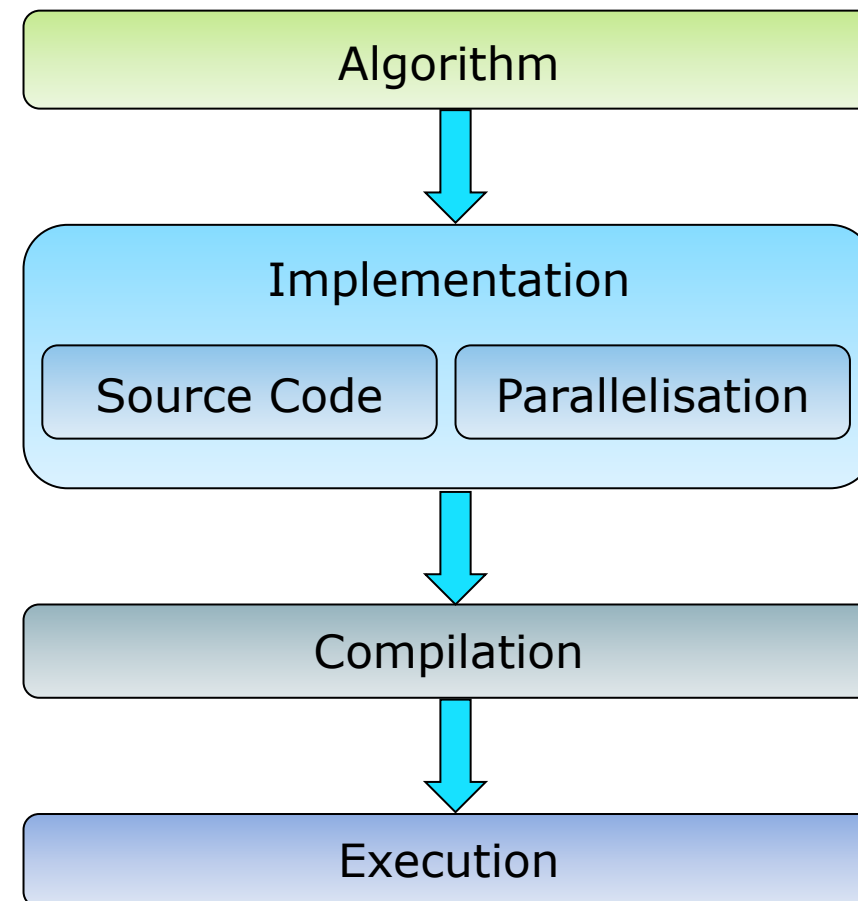 Algorithm
Implementation
Source Code
Parallelisation
Compilation
Execution